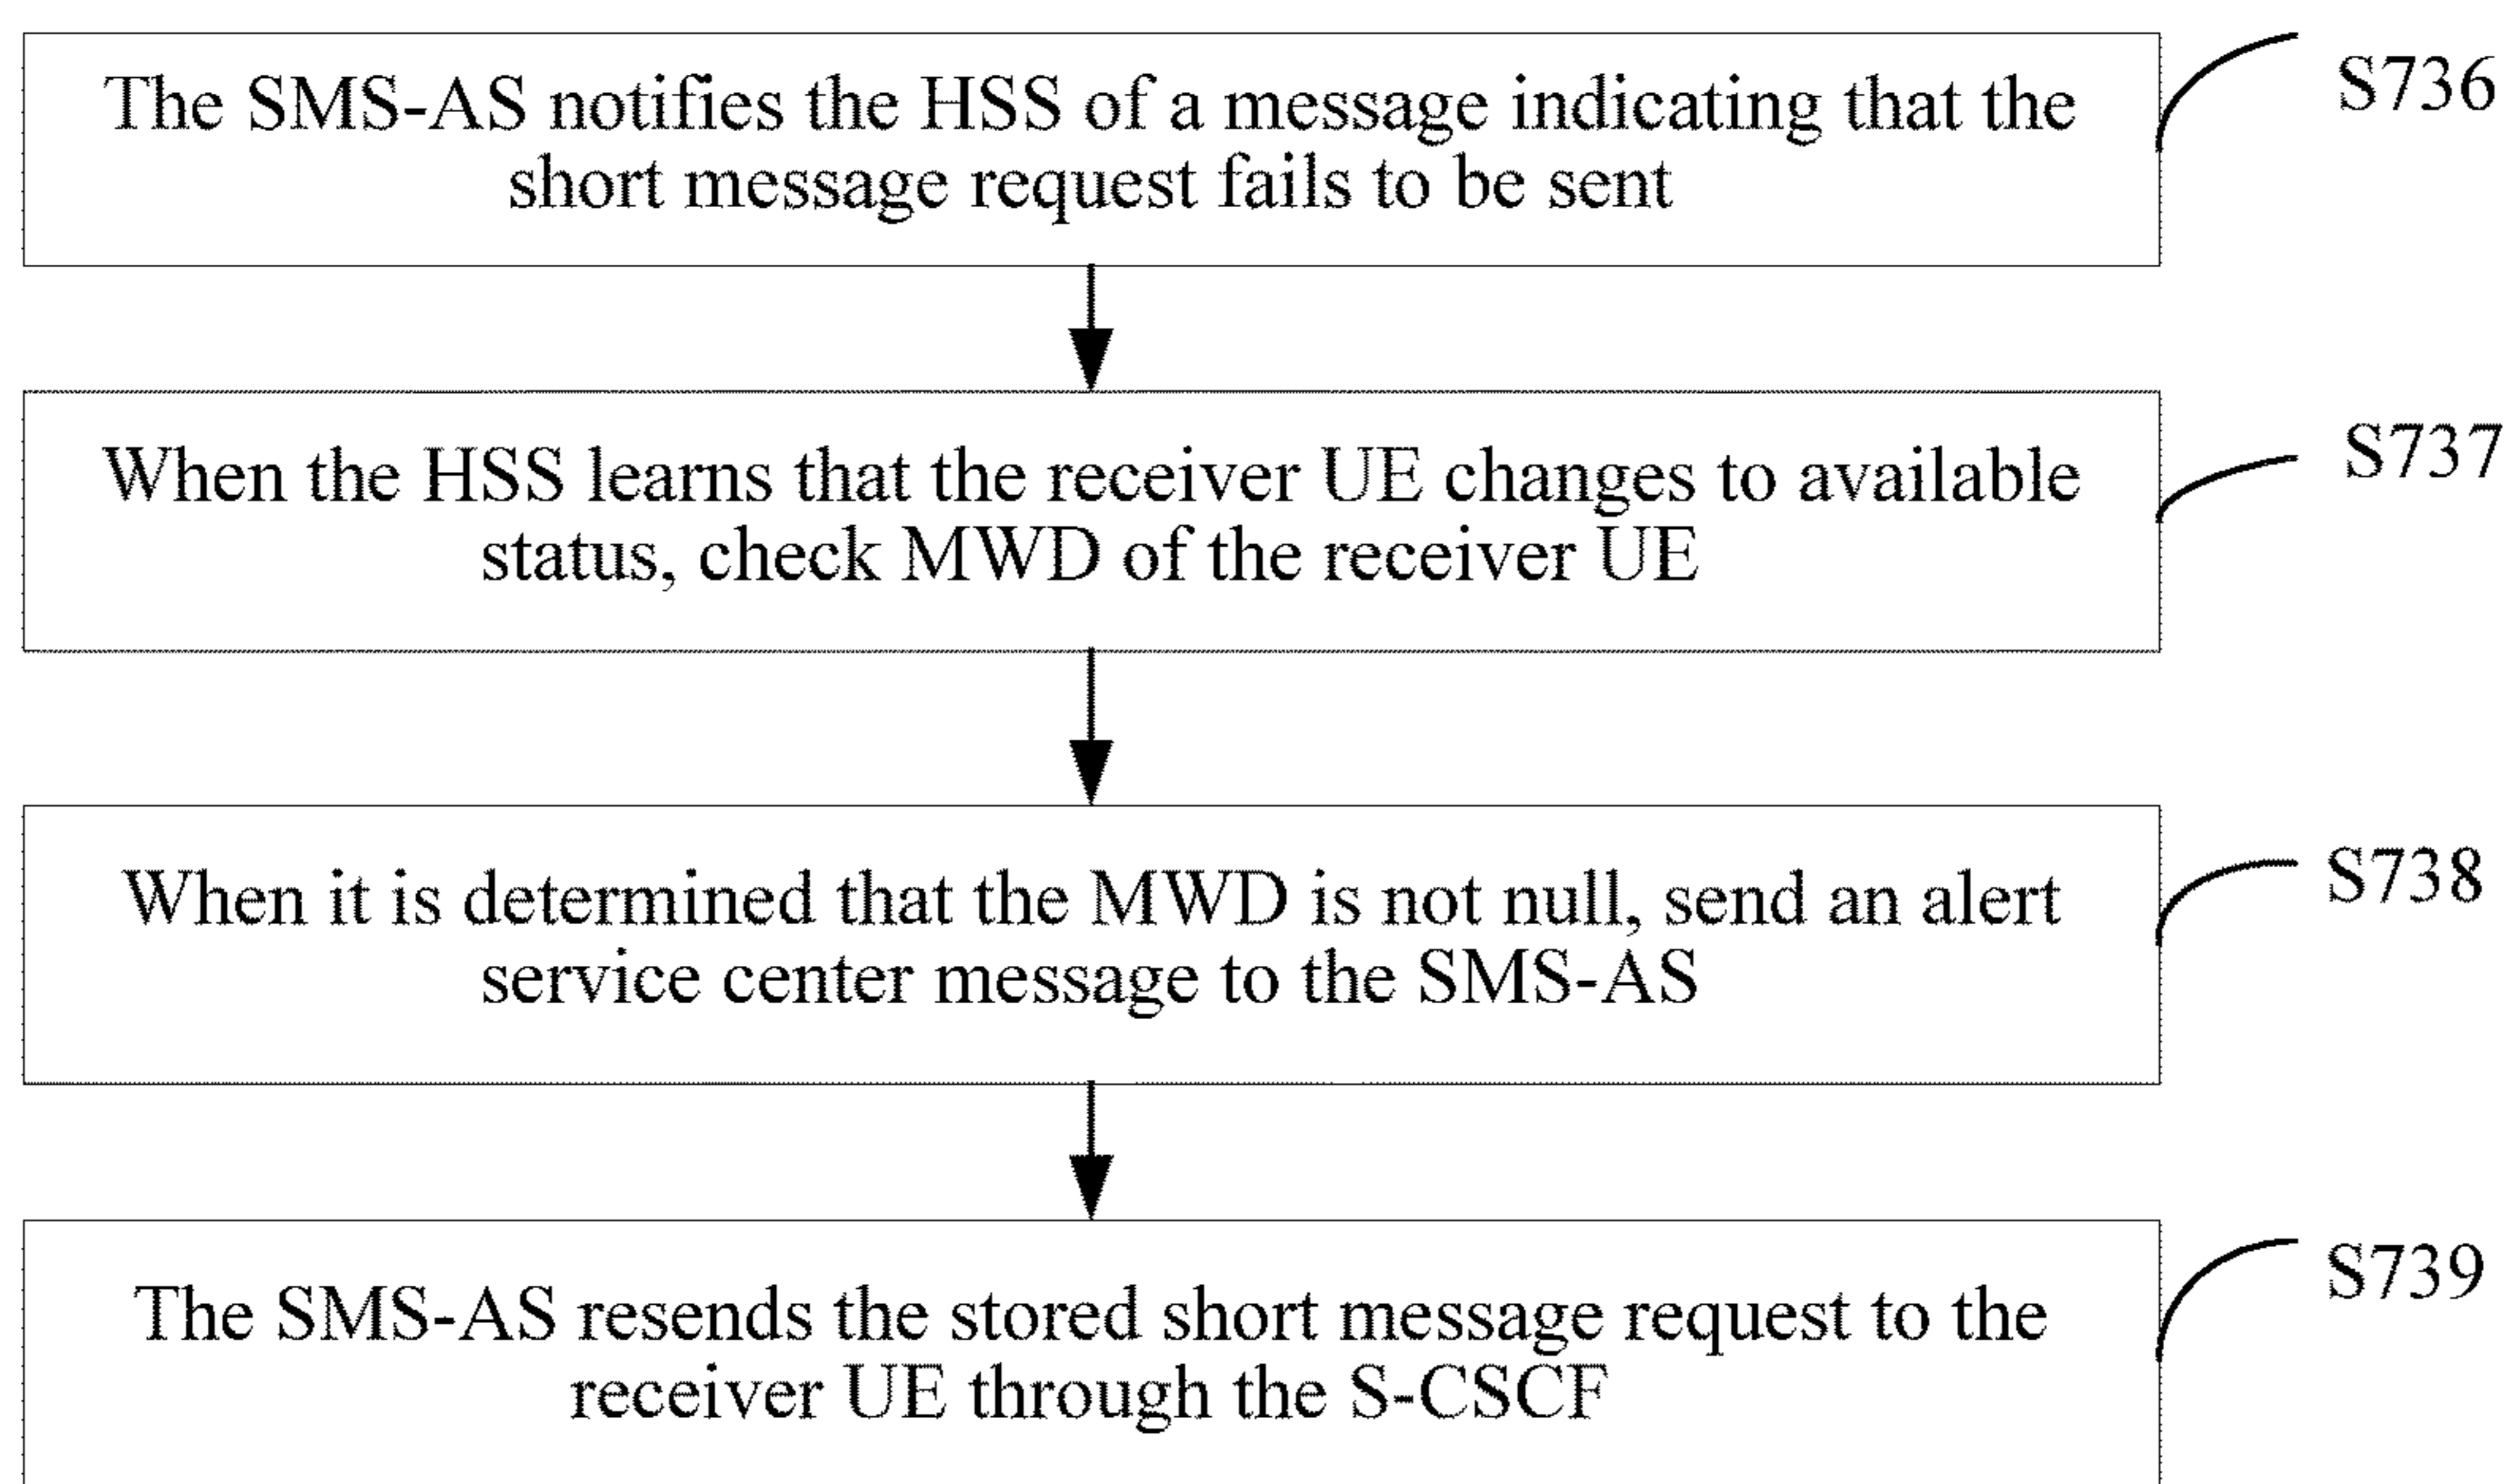 The SMS-AS notifies the HSS of a message indicating that the
short message request fails to be sent
S736
When the HSS learns that the receiver UE changes to available
status, check MWD of the receiver UE
S737
When it is determined that the MWD is not null, send an alert
service center message to the SMS-AS
S738
The SMS-AS resends the stored short message request to the
receiver UE through the S-CSCF
S739